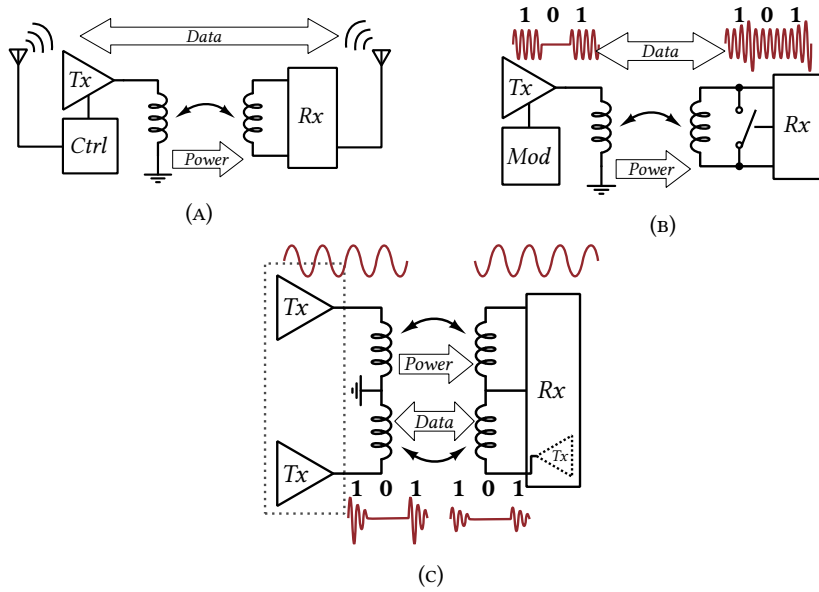 Data
Tx
Ctrl
Power
Rx
(A)
1 0 1
1 0 1
Data
Tx
Mod
Power
Rx
(B)
Tx
Power
Rx
Data
Tx
Tx
1 0 1
1 0 1
(C)